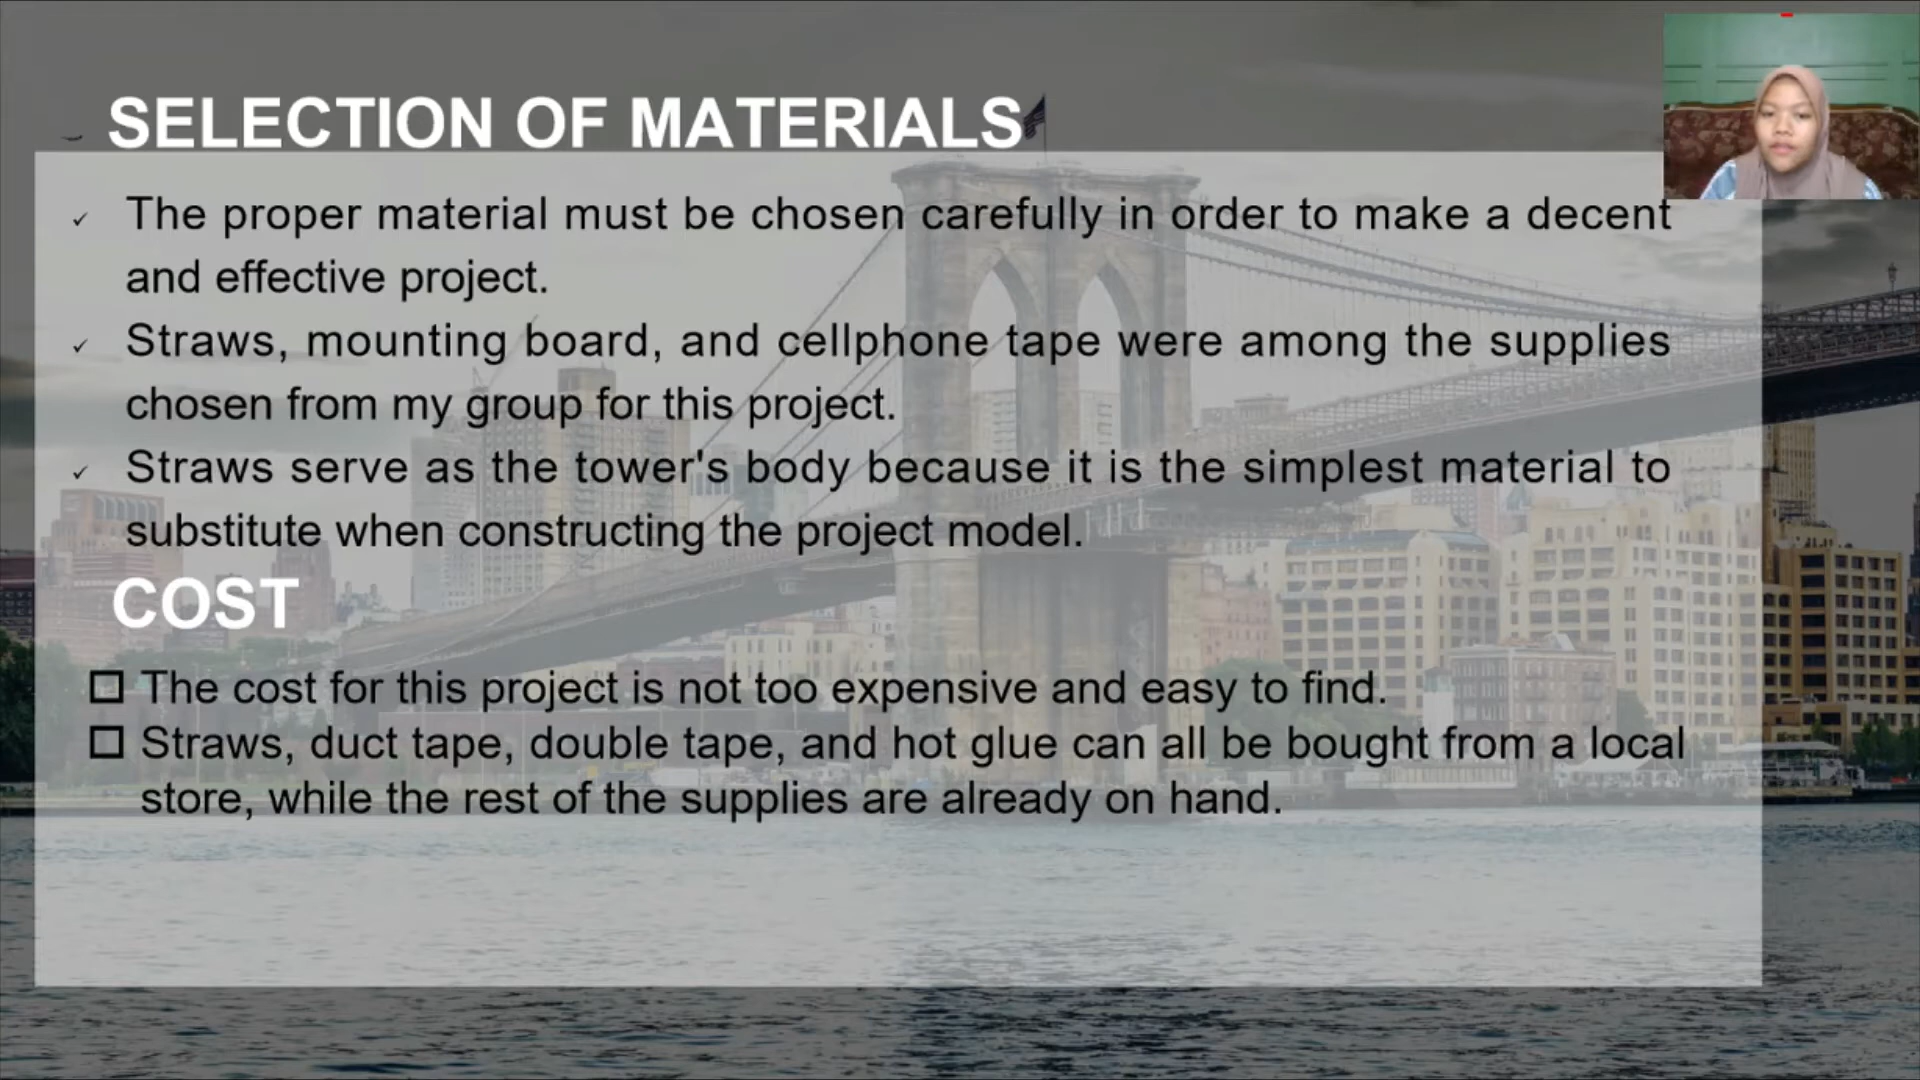 SELECTION OF MATERIALS
✓ The proper material must be chosen carefully in order to make a decent
and effective project.
✓ Straws, mounting board, and cellphone tape were among the supplies
chosen from my group for this project.
✓ Straws serve as the tower's body because it is the simplest material to
substitute when constructing the project model.
COST
☐ The cost for this project is not too expensive and easy to find.
☐ Straws, duct tape, double tape, and hot glue can all be bought from a local
store, while the rest of the supplies are already on hand.